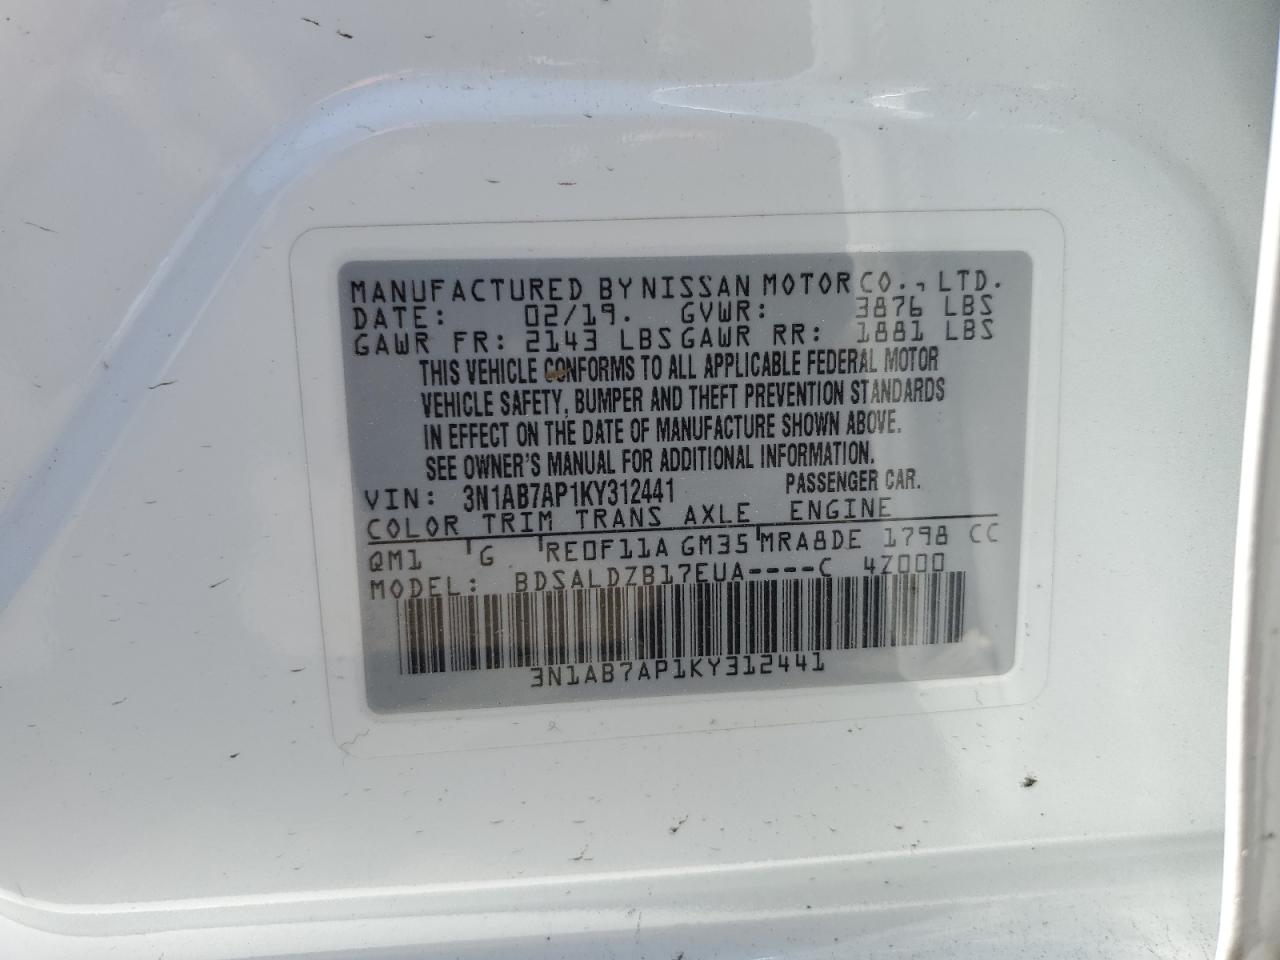 MANUFACTURED BY NISSAN MOTOR CO., LTD.
DATE: 02/19. GVWR: 3876 LBS
GAWR FR: 2143 LBS GAWR RR: 1881 LBS
THIS VEHICLE CONFORMS TO ALL APPLICABLE FEDERAL MOTOR
VEHICLE SAFETY, BUMPER AND THEFT PREVENTION STANDARDS
IN EFFECT ON THE DATE OF MANUFACTURE SHOWN ABOVE.
SEE OWNER'S MANUAL FOR ADDITIONAL INFORMATION.
VIN: 3N1AB7AP1KY312441 PASSENGER CAR.
COLOR TRIM TRANS AXLE ENGINE
QM1 G RE0F11A GM35 MRA8DE 1798 CC
MODEL: BDSALDZB17EUA----C 4Z000
3N1AB7AP1KY312441